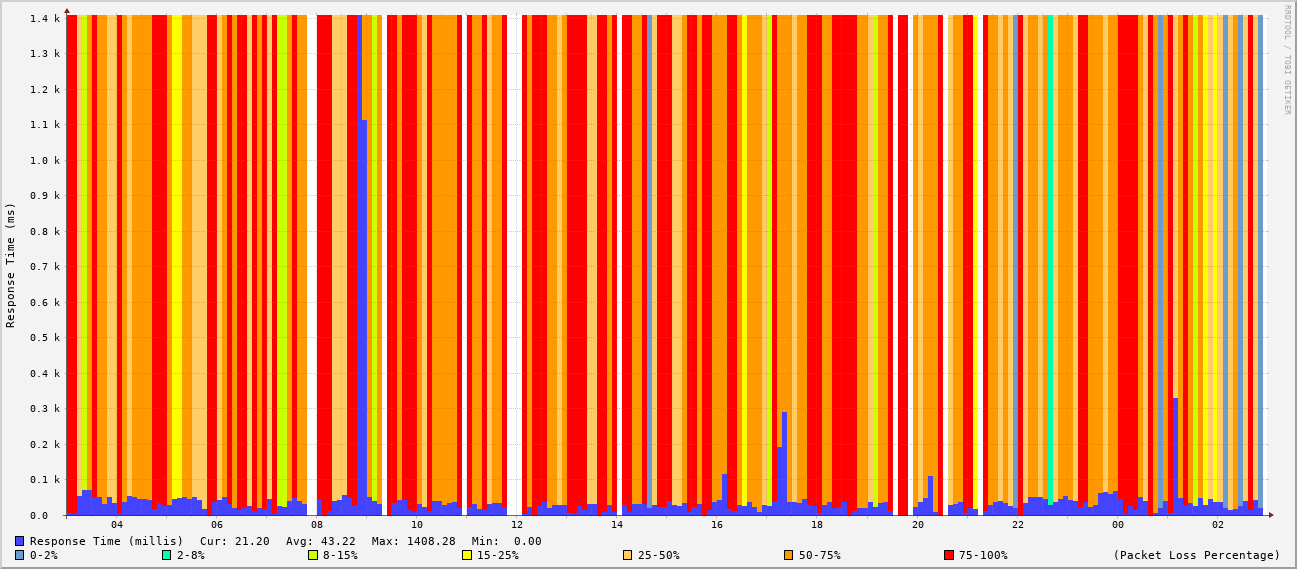 1.4 k
1.3 k
1.2 k
1.1 k
1.0 k
0.9 k
0.8 k
0.7 k
0.6 k
0.5 k
0.4 k
0.3 k
0.2 k
0.1 k
0.0
Response Time (ms)
RRDTOOL / TOBI OETIKER
04 06 08 10 12 14 16 18 20 22 00 02
Response Time (millis) Cur: 21.20 Avg: 43.22 Max: 1408.28 Min: 0.00
0-2% 2-8% 8-15% 15-25% 25-50% 50-75% 75-100% (Packet Loss Percentage)